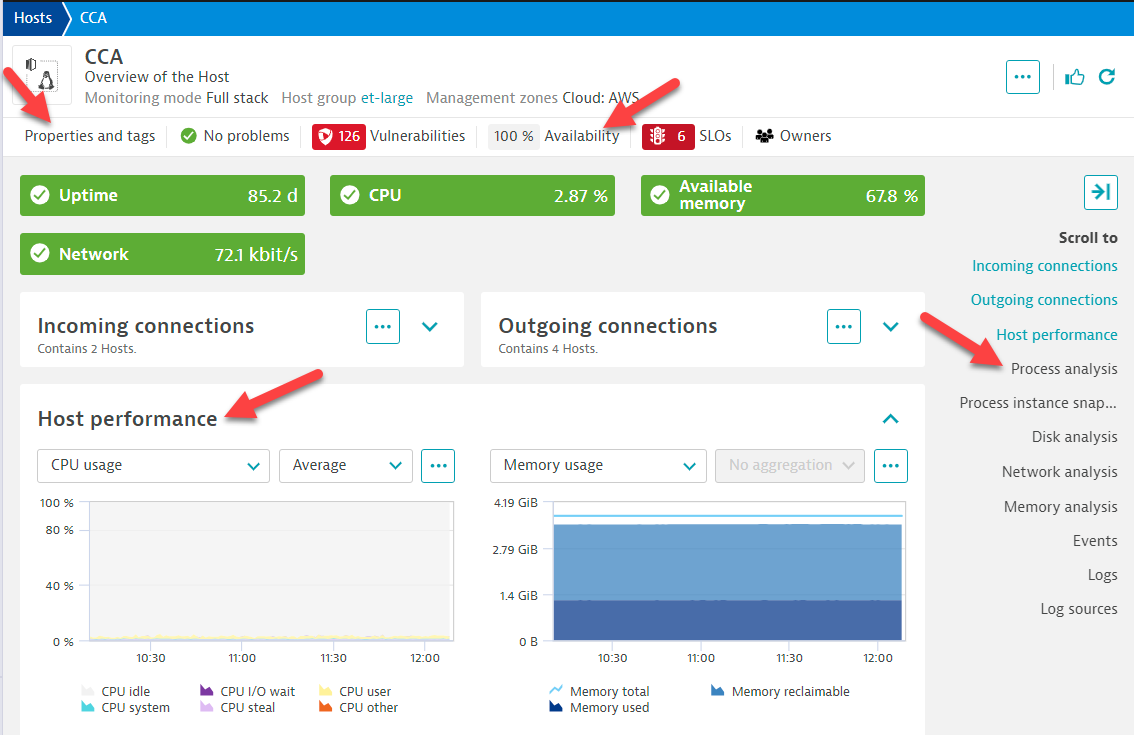 Hosts CCA
CCA
Overview of the Host
Monitoring mode Full stack Host group et-large Management zones Cloud: AWS
Properties and tags No problems 126 Vulnerabilities 100 % Availability 6 SLOs Owners
Uptime 85.2 d
CPU 2.87 %
Available
memory
67.8 %
Network 72.1 kbit/s
Incoming connections
Contains 2 Hosts.
Outgoing connections
Contains 4 Hosts.
Host performance
CPU usage Average
100 %
80 %
40 %
0 %
10:30 11:00 11:30 12:00
CPU idle CPU I/O wait CPU user
CPU system CPU steal CPU other
Memory usage No aggregation
4.19 GiB
2.79 GiB
1.4 GiB
0 B
10:30 11:00 11:30 12:00
Memory total Memory reclaimable
Memory used
Scroll to
Incoming connections
Outgoing connections
Host performance
Process analysis
Process instance snap...
Disk analysis
Network analysis
Memory analysis
Events
Logs
Log sources